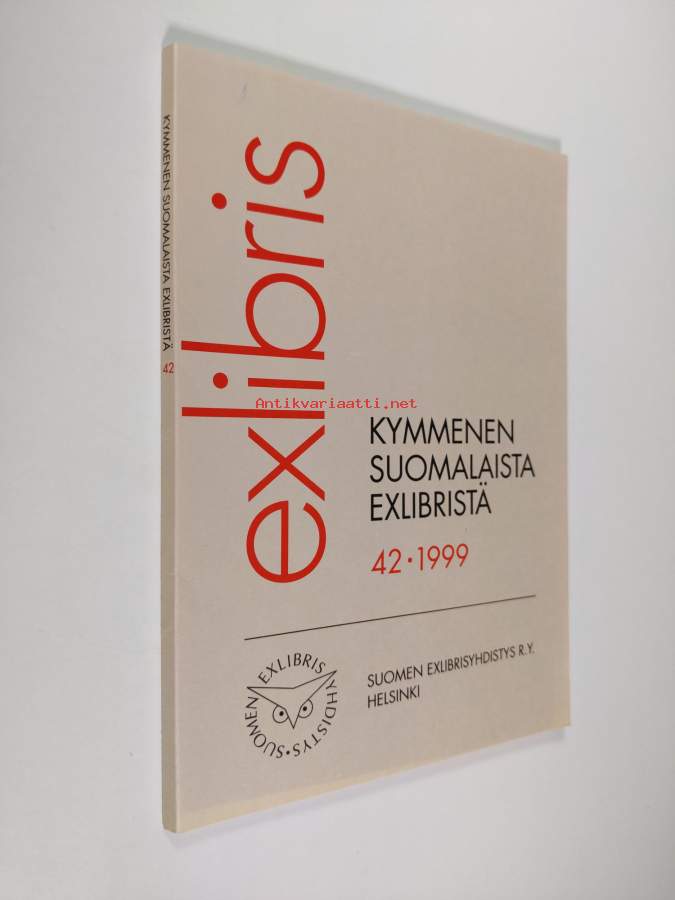 KYMMENEN SUOMALAISTA EXLIBRISTÄ 42
exlibris
Antikvariaatti.net
KYMMENEN
SUOMALAISTA
EXLIBRISTÄ
42·1999
SUOMEN EXLIBRISYHDISTYS R.Y.
HELSINKI
SUOMEN EXLIBRIS YHDISTYS·